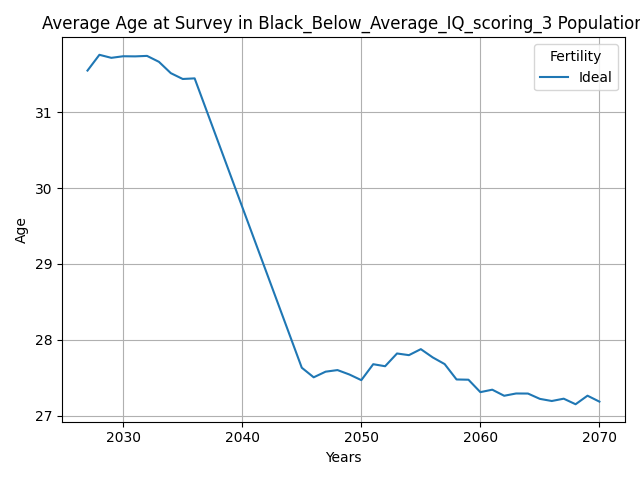 Average Age at Survey in Black_Below_Average_IQ_scoring_3 Population
Fertility
Ideal
Age
31
30
29
28
27
2030 2040 2050 2060 2070
Years